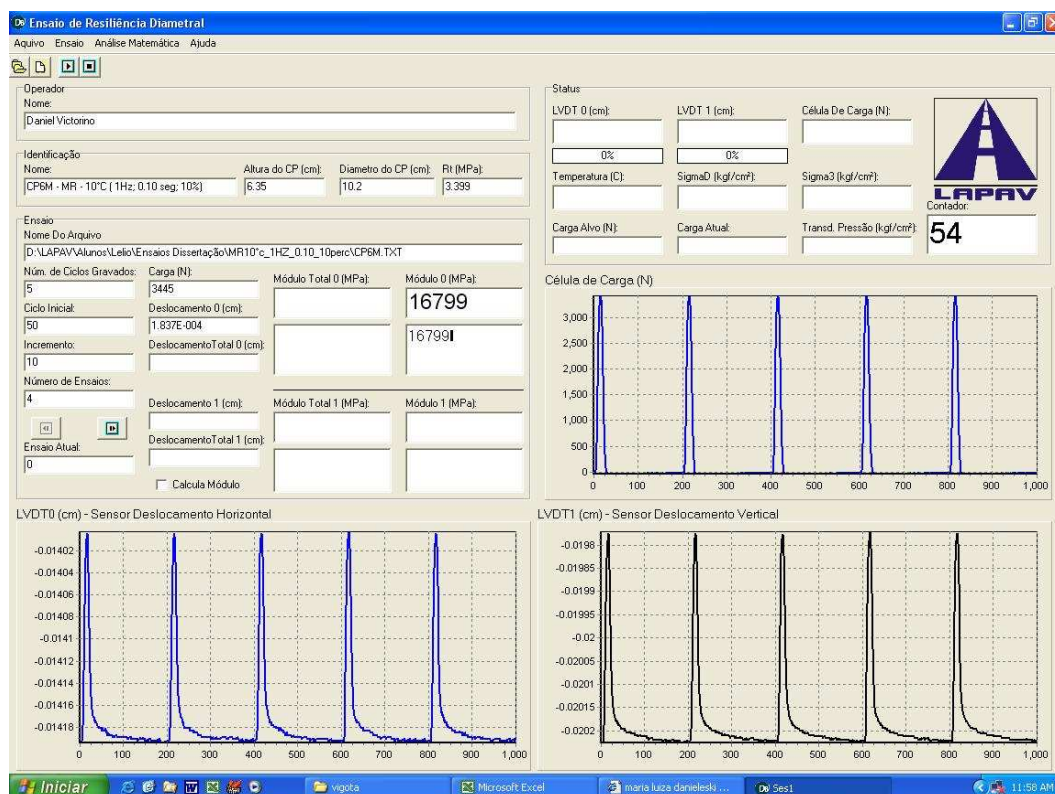 Ensaio de Resiliência Diametral
Aquivo Ensaio Análise Matemática Ajuda
Operador
Nome:
Daniel Victorino
Identificação
Nome: Altura do CP (cm): Diametro do CP (cm): Rt (MPa):
CP6M - MR - 10°C ( 1Hz; 0.10 seg; 10%) 6.35 10.2 3.399
Ensaio
Nome Do Arquivo
D:\LAPAV\Alunos\Lelio\Ensaios Dissertação\MR10°c_1HZ_0.10_10perc\CP6M.TXT
Núm. de Ciclos Gravados: Carga (N): Módulo Total 0 (MPa): Módulo 0 (MPa):
5 3445 16799
Ciclo Inicial: Deslocamento 0 (cm):
50 1.837E-004 16799
Incremento: DeslocamentoTotal 0 (cm):
10
Número de Ensaios:
4
Deslocamento 1 (cm): Módulo Total 1 (MPa): Módulo 1 (MPa):
DeslocamentoTotal 1 (cm):
Ensaio Atual:
0
Calcula Módulo
Status
LVDT 0 (cm): LVDT 1 (cm): Célula De Carga (N):
0% 0%
Temperatura (C): SigmaD (kgf/cm²): Sigma3 (kgf/cm²):
LAPAV
Contador:
54
Carga Alvo (N): Carga Atual: Transd. Pressão (kgf/cm²):
Célula de Carga (N)
3,000
2,500
2,000
1,500
1,000
500
0
0 100 200 300 400 500 600 700 800 900 1,000
LVDT0 (cm) - Sensor Deslocamento Horizontal
-0.01402
-0.01404
-0.01406
-0.01408
-0.0141
-0.01412
-0.01414
-0.01416
-0.01418
0 100 200 300 400 500 600 700 800 900 1,000
LVDT1 (cm) - Sensor Deslocamento Vertical
-0.0198
-0.01985
-0.0199
-0.01995
-0.02
-0.02005
-0.0201
-0.02015
-0.0202
0 100 200 300 400 500 600 700 800 900 1,000
Iniciar vigota Microsoft Excel maria luiza danieleski ... Ses1 11:58 AM